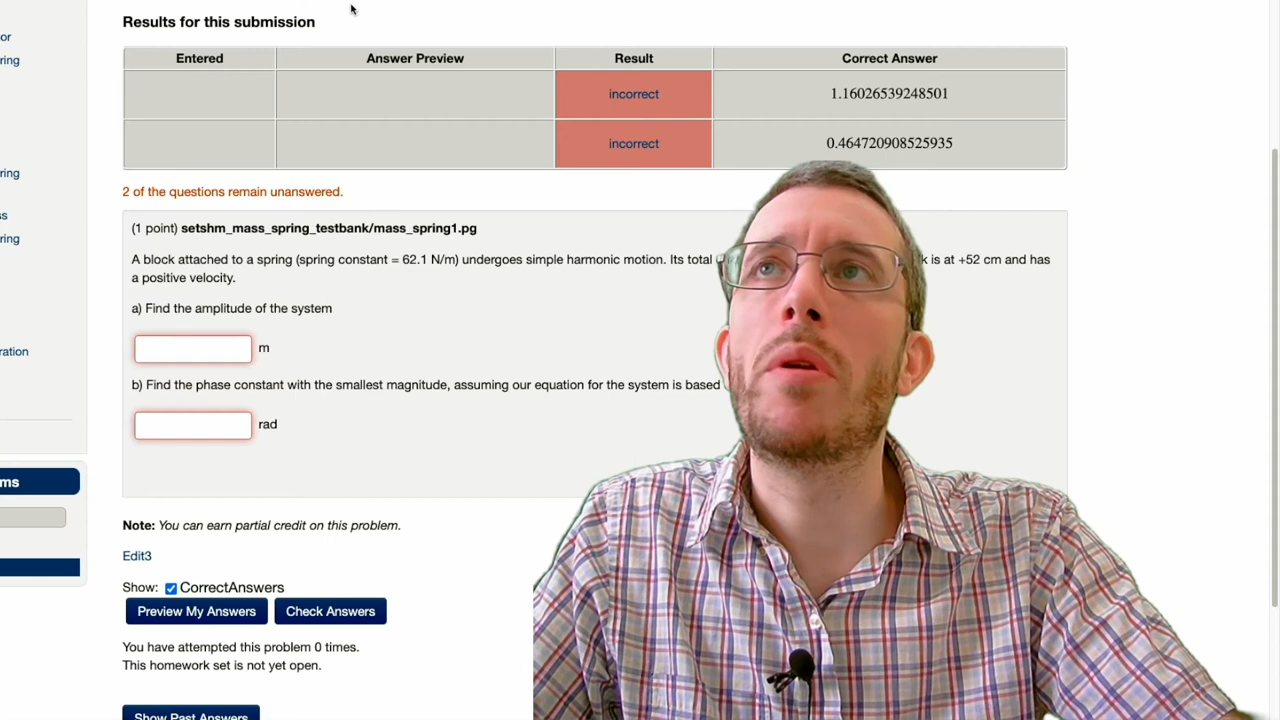 Results for this submission
Entered Answer Preview Result Correct Answer
incorrect 1.16026539248501
incorrect 0.464720908525935
2 of the questions remain unanswered.
(1 point) setshm_mass_spring_testbank/mass_spring1.pg
A block attached to a spring (spring constant = 62.1 N/m) undergoes simple harmonic motion. Its total is at +52 cm and has
a positive velocity.
a) Find the amplitude of the system
m
b) Find the phase constant with the smallest magnitude, assuming our equation for the system is based
rad
Note: You can earn partial credit on this problem.
Edit3
Show: CorrectAnswers
Preview My Answers Check Answers
You have attempted this problem 0 times.
This homework set is not yet open.
Show Past Answers
or
ring
ring
ss
ring
ration
ms